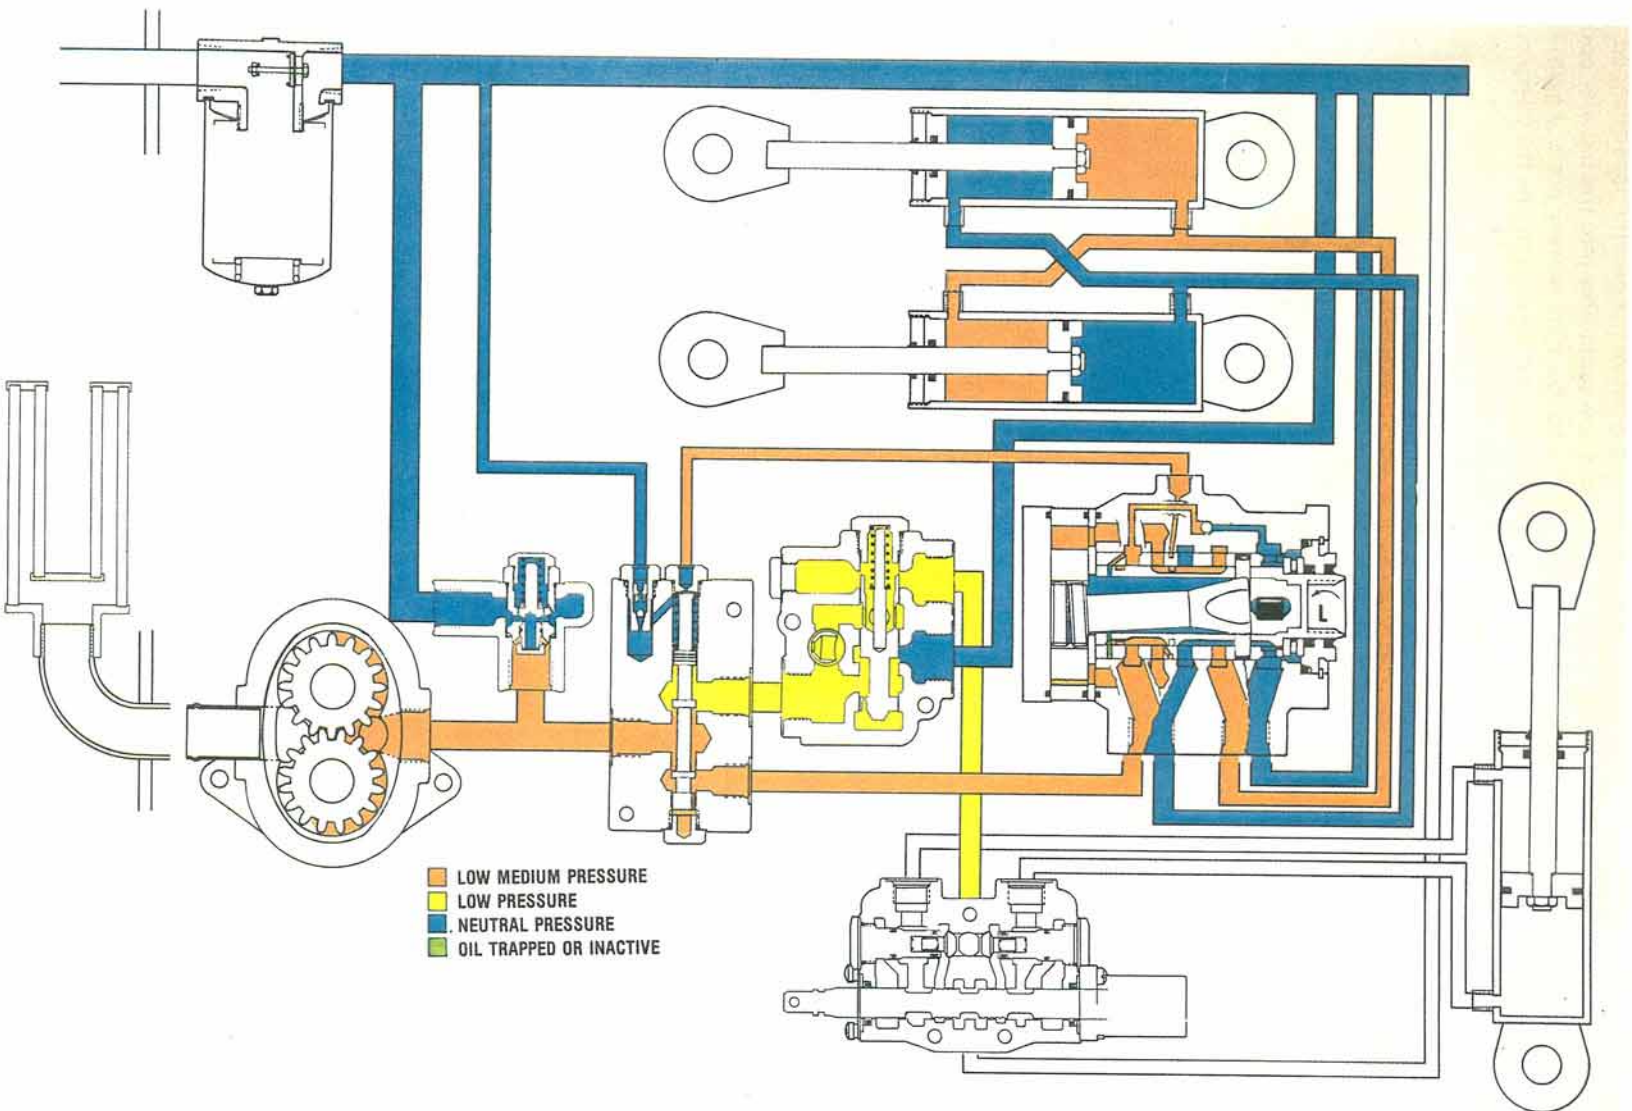 L
LOW MEDIUM PRESSURE
LOW PRESSURE
. NEUTRAL PRESSURE
OIL TRAPPED OR INACTIVE